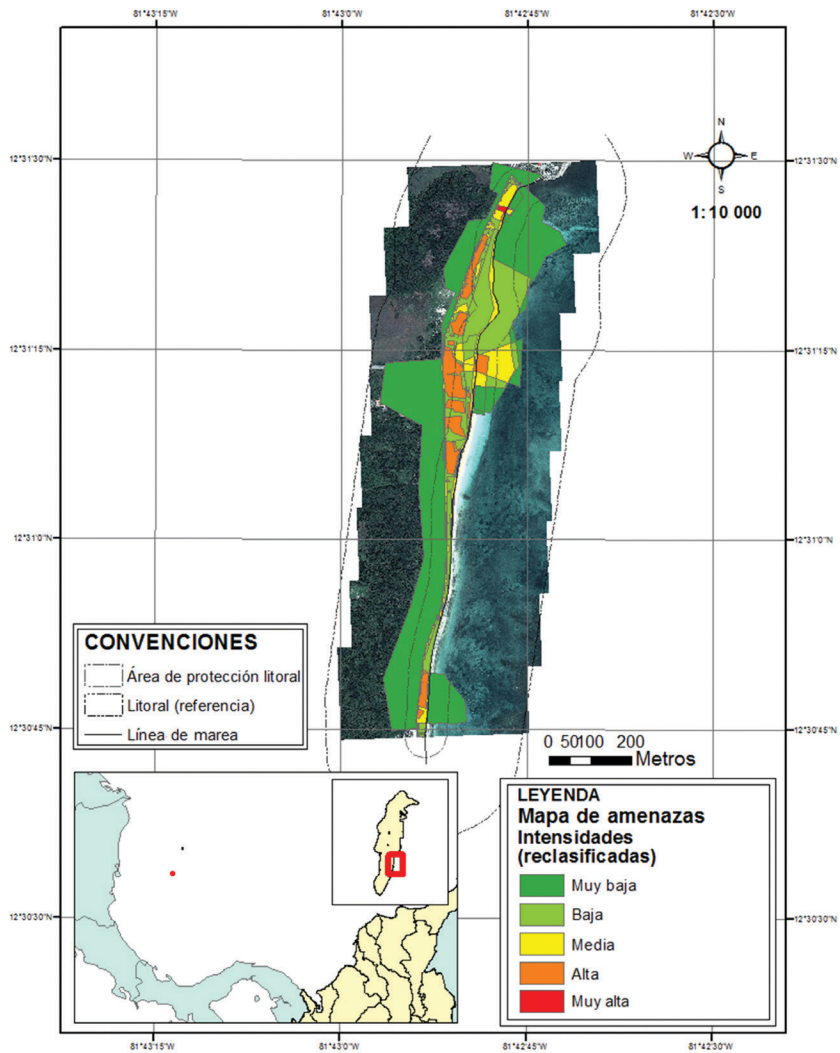 81°43'15"W 81°43'0"W 81°42'45"W 81°42'30"W
N
W E
S
12°31'30"N 12°31'30"N
1:10 000
12°31'15"N 12°31'15"N
12°31'0"N 12°31'0"N
CONVENCIONES
Área de protección litoral
Litoral (referencia)
Línea de marea
12°30'45"N 12°30'45"N
0 50 100 200
Metros
LEYENDA
Mapa de amenazas
Intensidades
(reclasificadas)
Muy baja
Baja
Media
Alta
Muy alta
12°30'30"N 12°30'30"N
81°43'15"W 81°43'0"W 81°42'45"W 81°42'30"W